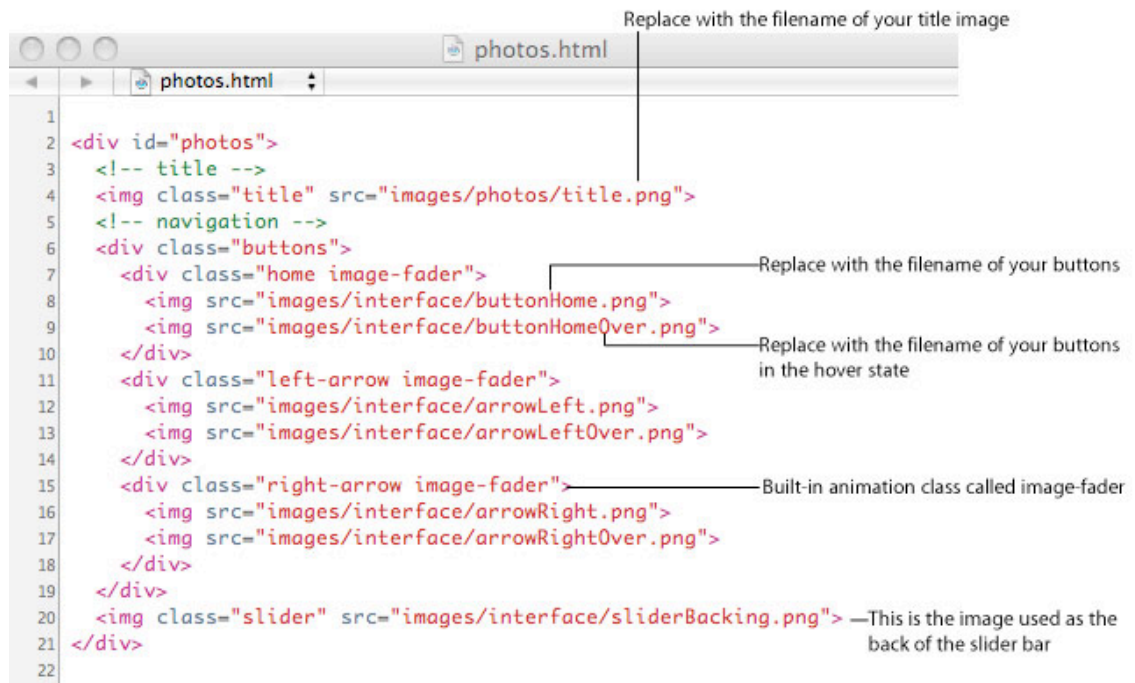 Replace with the filename of your title image
photos.html
photos.html
1
2 <div id="photos">
3 <!-- title -->
4 <img class="title" src="images/photos/title.png">
5 <!-- navigation -->
6 <div class="buttons">
7 <div class="home image-fader">
Replace with the filename of your buttons
8 <img src="images/interface/buttonHome.png">
9 <img src="images/interface/buttonHomeOver.png">
Replace with the filename of your buttons
in the hover state
10 </div>
11 <div class="left-arrow image-fader">
12 <img src="images/interface/arrowLeft.png">
13 <img src="images/interface/arrowLeftOver.png">
14 </div>
15 <div class="right-arrow image-fader">
Built-in animation class called image-fader
16 <img src="images/interface/arrowRight.png">
17 <img src="images/interface/arrowRightOver.png">
18 </div>
19 </div>
20 <img class="slider" src="images/interface/sliderBacking.png">
This is the image used as the
back of the slider bar
21 </div>
22